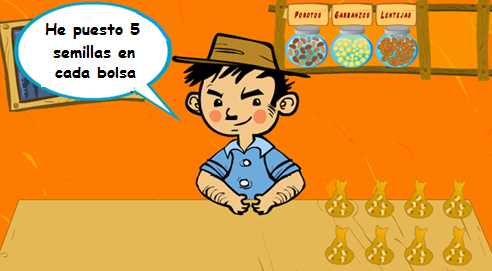 He puesto 5
semillas en
cada bolsa
POROTOS GARBANZOS LENTEJAS